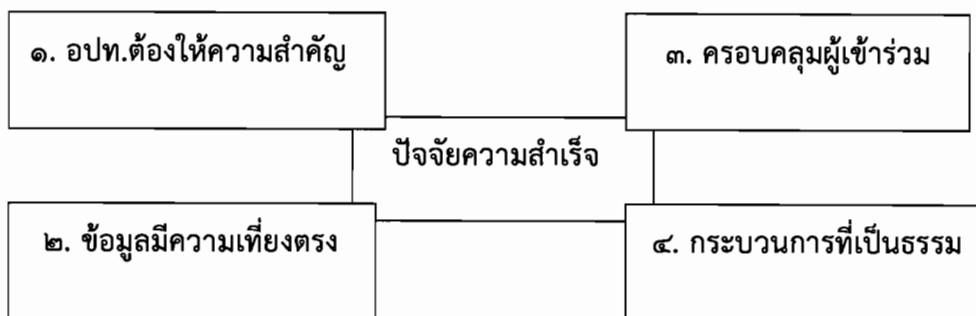 ๑. อปท.ต้องให้ความสำคัญ
๓. ครอบคลุมผู้เข้าร่วม
ปัจจัยความสำเร็จ
๒. ข้อมูลมีความเที่ยงตรง
๔. กระบวนการที่เป็นธรรม